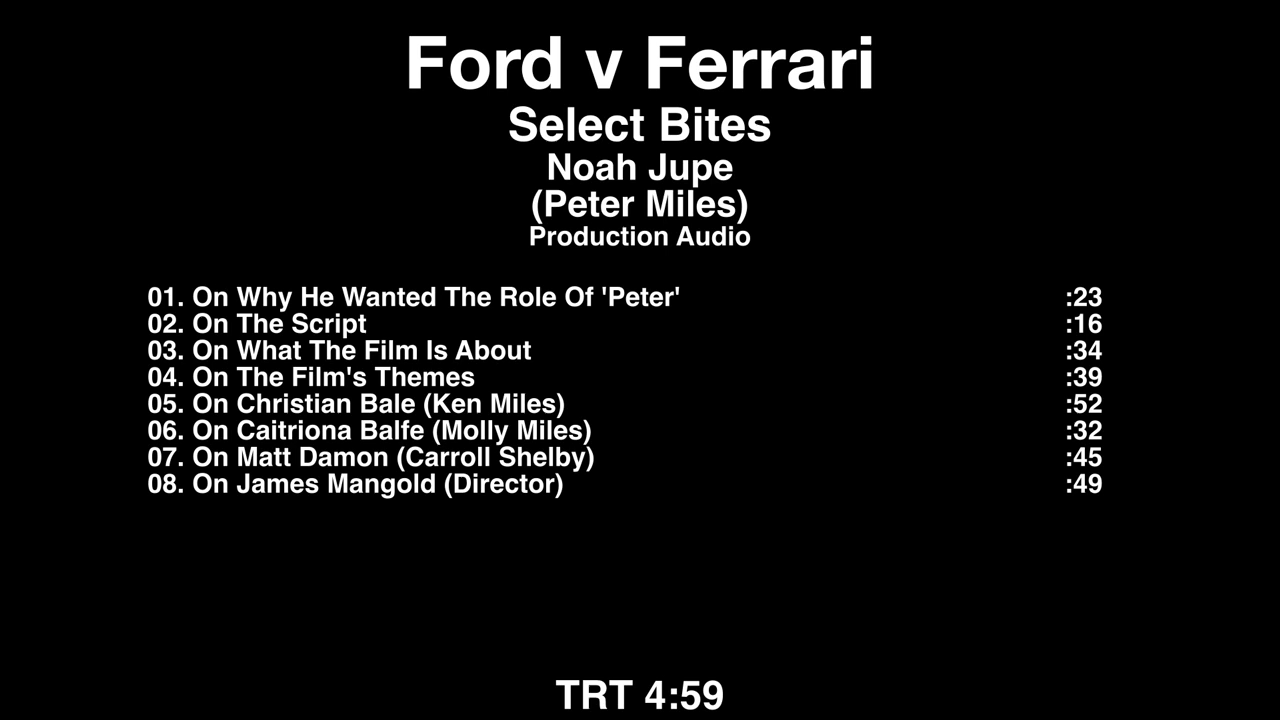 Ford v Ferrari
Select Bites
Noah Jupe
(Peter Miles)
Production Audio
01. On Why He Wanted The Role Of 'Peter' :23
02. On The Script :16
03. On What The Film Is About :34
04. On The Film's Themes :39
05. On Christian Bale (Ken Miles) :52
06. On Caitriona Balfe (Molly Miles) :32
07. On Matt Damon (Carroll Shelby) :45
08. On James Mangold (Director) :49
TRT 4:59